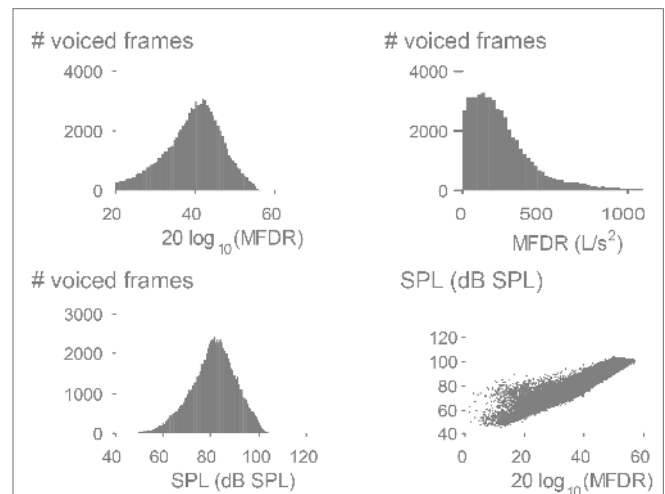 # voiced frames
4000
2000
0
20 40 60
20 log10(MFDR)
# voiced frames
4000
2000
0
0 500 1000
MFDR (L/s2)
# voiced frames
3000
2000
1000
0
40 60 80 100 120
SPL (dB SPL)
SPL (dB SPL)
120
100
80
60
40
0 20 40 60
20 log10(MFDR)